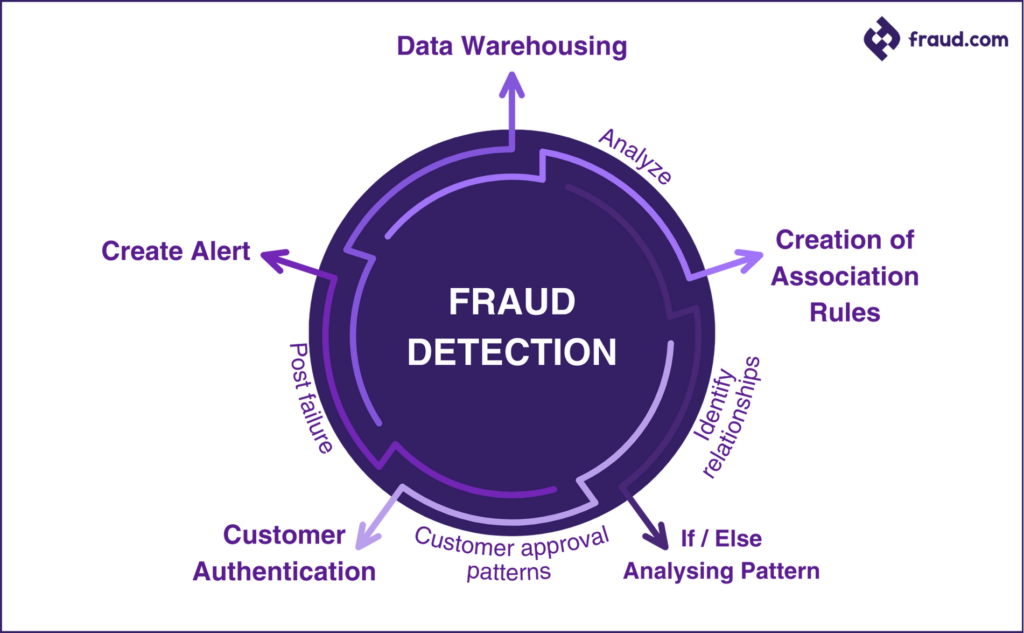 fraud.com
Data Warehousing
Analyze
Creation of
Association
Rules
Identify
relationships
If / Else
Analysing Pattern
Customer approval
patterns
Customer
Authentication
Post failure
Create Alert
FRAUD
DETECTION